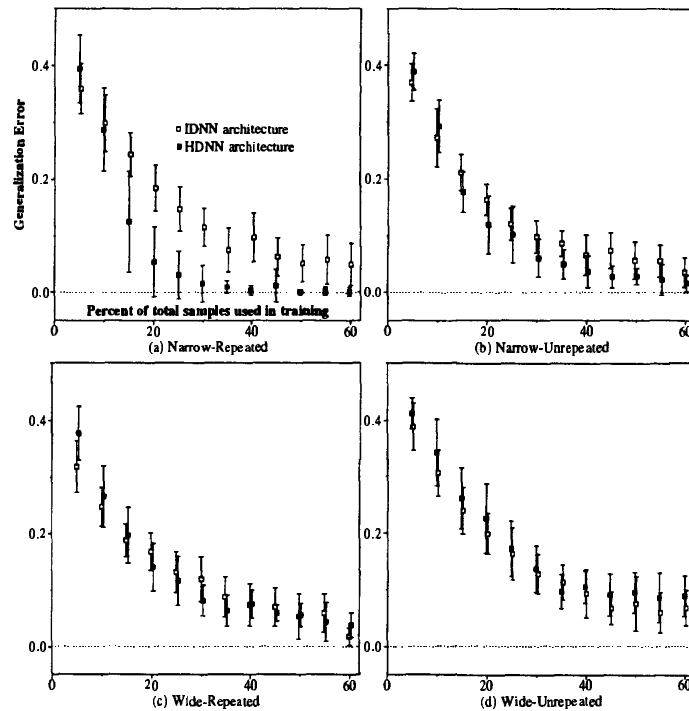 Generalization Error
0.4
0.2
0.0
IDNN architecture
HDNN architecture
Percent of total samples used in training
0 20 40 60
(a) Narrow-Repeated
0.4
0.2
0.0
0 20 40 60
(b) Narrow-Unrepeated
0.4
0.2
0.0
0 20 40 60
(c) Wide-Repeated
0.4
0.2
0.0
0 20 40 60
(d) Wide-Unrepeated